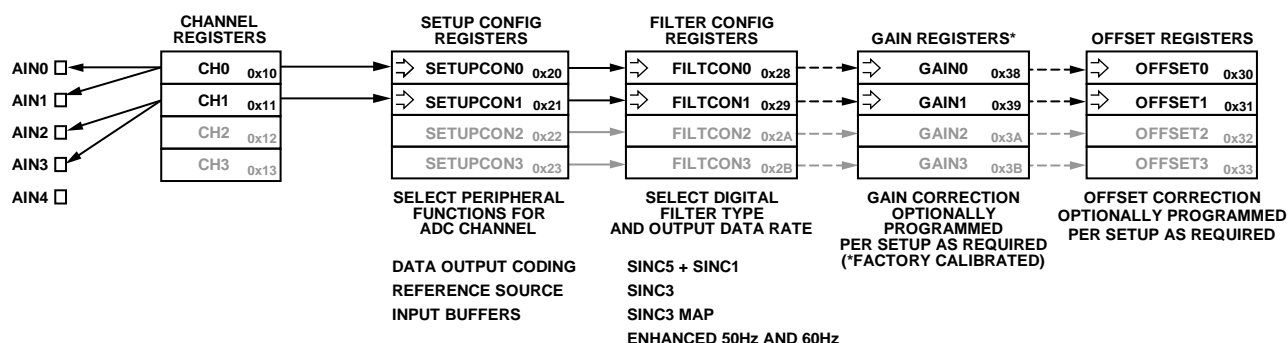 CHANNEL
REGISTERS
SETUP CONFIG
REGISTERS
FILTER CONFIG
REGISTERS
GAIN REGISTERS*
OFFSET REGISTERS
AIN0
AIN1
AIN2
AIN3
AIN4
CH0 0x10
CH1 0x11
CH2 0x12
CH3 0x13
SETUPCON0 0x20
SETUPCON1 0x21
SETUPCON2 0x22
SETUPCON3 0x23
FILTCON0 0x28
FILTCON1 0x29
FILTCON2 0x2A
FILTCON3 0x2B
GAIN0 0x38
GAIN1 0x39
GAIN2 0x3A
GAIN3 0x3B
OFFSET0 0x30
OFFSET1 0x31
OFFSET2 0x32
OFFSET3 0x33
SELECT PERIPHERAL
FUNCTIONS FOR
ADC CHANNEL
SELECT DIGITAL
FILTER TYPE
AND OUTPUT DATA RATE
GAIN CORRECTION
OPTIONALLY
PROGRAMMED
PER SETUP AS REQUIRED
(*FACTORY CALIBRATED)
OFFSET CORRECTION
OPTIONALLY PROGRAMMED
PER SETUP AS REQUIRED
DATA OUTPUT CODING
REFERENCE SOURCE
INPUT BUFFERS
SINC5 + SINC1
SINC3
SINC3 MAP
ENHANCED 50Hz AND 60Hz